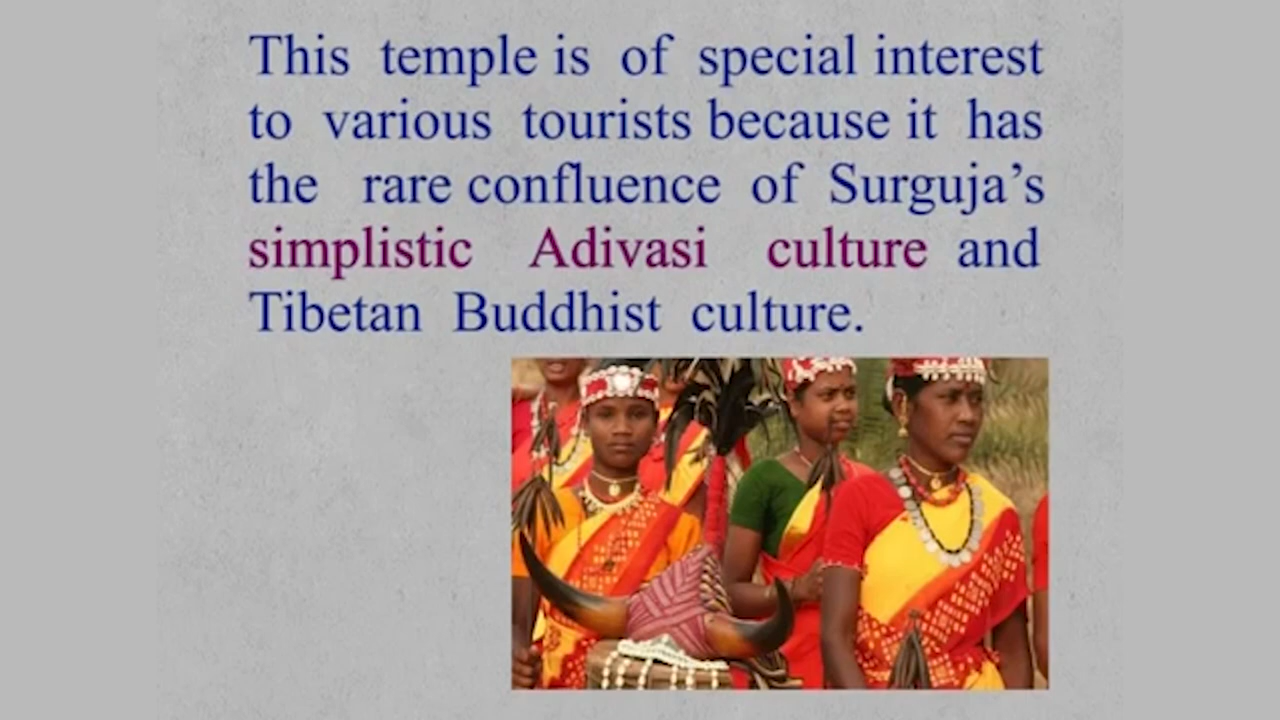 This temple is of special interest
to various tourists because it has
the rare confluence of Surguja’s
simplistic Adivasi culture and
Tibetan Buddhist culture.